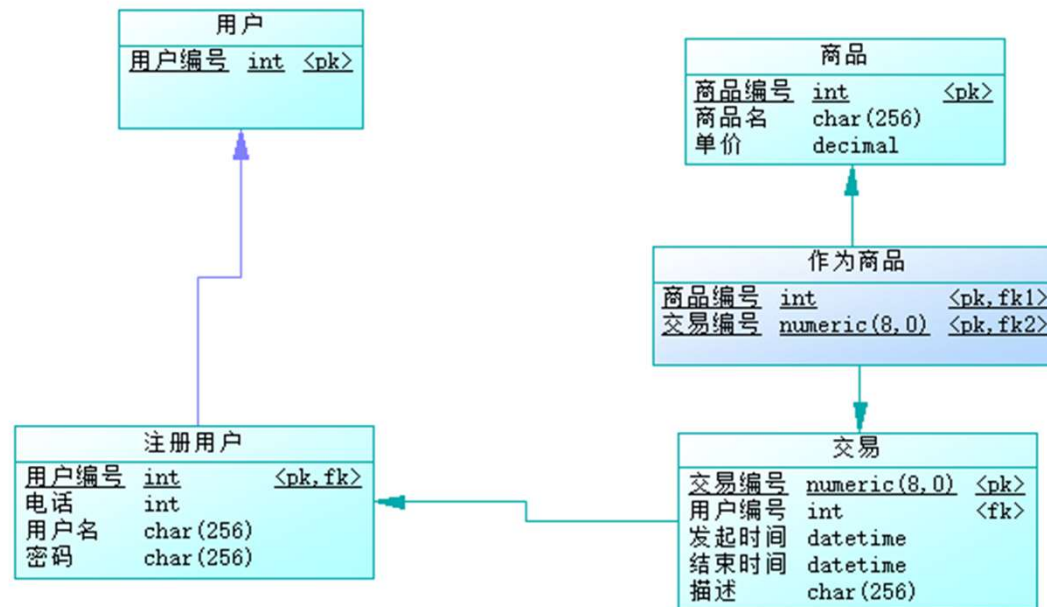 用户
用户编号 int <pk>
商品
商品编号 int <pk>
商品名 char(256)
单价 decimal
作为商品
商品编号 int <pk,fk1>
交易编号 numeric(8,0) <pk,fk2>
注册用户
用户编号 int <pk,fk>
电话 int
用户名 char(256)
密码 char(256)
交易
交易编号 numeric(8,0) <pk>
用户编号 int <fk>
发起时间 datetime
结束时间 datetime
描述 char(256)